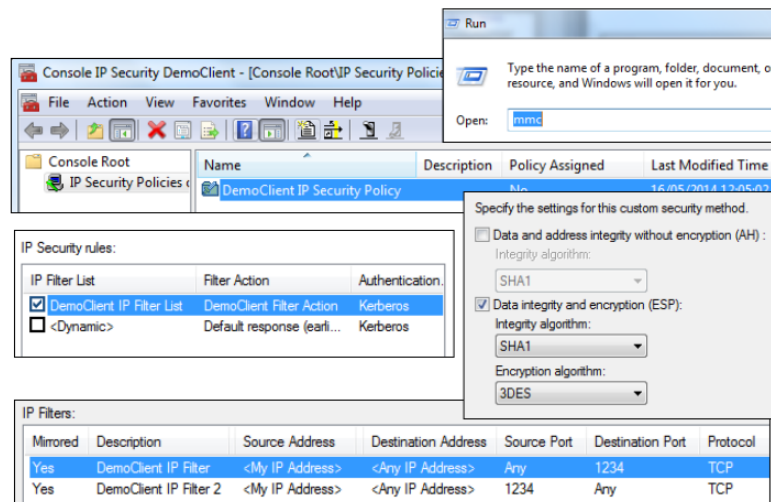 Run
Type the name of a program, folder, document, o
resource, and Windows will open it for you.
Open: mmc
Console IP Security DemoClient - [Console Root\IP Security Policie
File Action View Favorites Window Help
Console Root
IP Security Policies
Name Description Policy Assigned Last Modified Time
DemoClient IP Security Policy No 16/05/2014 12:05:02
Specify the settings for this custom security method.
Data and address integrity without encryption (AH) :
Integrity algorithm:
SHA1
Data integrity and encryption (ESP):
Integrity algorithm:
SHA1
Encryption algorithm:
3DES
IP Security rules:
IP Filter List Filter Action Authentication.
DemoClient IP Filter List DemoClient Filter Action Kerberos
<Dynamic> Default response (earli... Kerberos
IP Filters:
Mirrored Description Source Address Destination Address Source Port Destination Port Protocol
Yes DemoClient IP Filter <My IP Address> <Any IP Address> Any 1234 TCP
Yes DemoClient IP Filter 2 <My IP Address> <Any IP Address> 1234 Any TCP